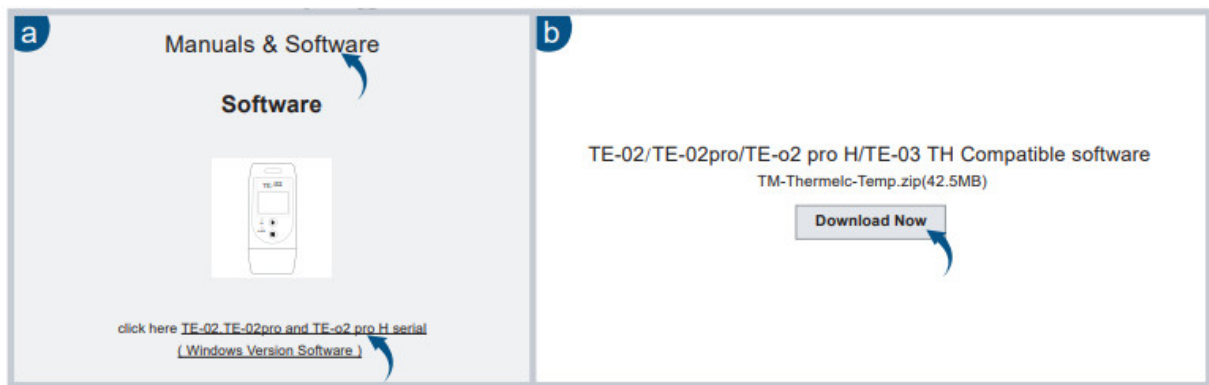 a
Manuals & Software
Software
TE-03
click here TE-02.TE-02pro and TE-o2 pro H serial
( Windows Version Software )
b
TE-02/TE-02pro/TE-o2 pro H/TE-03 TH Compatible software
TM-Thermelc-Temp.zip(42.5MB)
Download Now